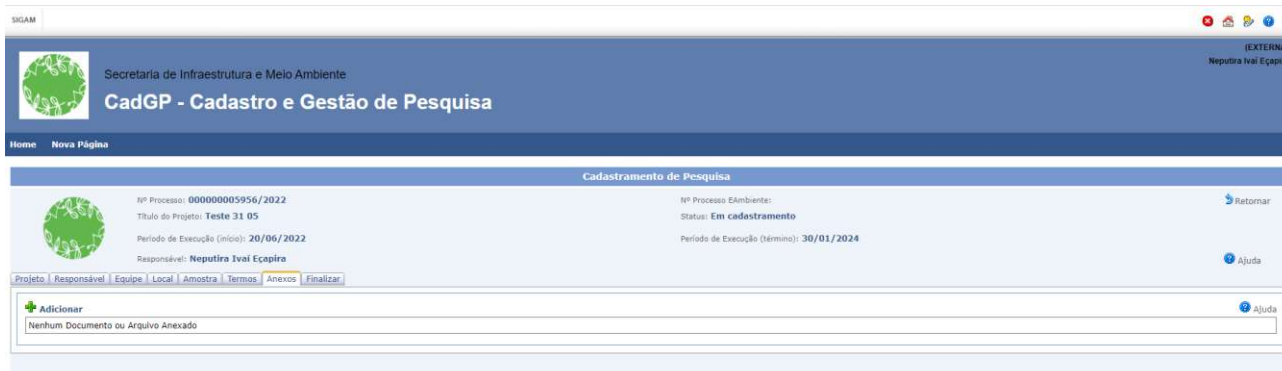 SIGAM
(EXTERN
Neputira Ivaí Eçapi
Secretaria de Infraestrutura e Meio Ambiente
CadGP - Cadastro e Gestão de Pesquisa
Home Nova Página
Cadastramento de Pesquisa
Nº Processo: 000000005956/2022 Nº Processo EAmbiente: Retornar
Título do Projeto: Teste 31 05 Status: Em cadastramento
Período de Execução (início): 20/06/2022 Período de Execução (término): 30/01/2024
Responsável: Neputira Ivaí Eçapira Ajuda
Projeto Responsável Equipe Local Amostra Termos Anexos Finalizar
Adicionar Ajuda
Nenhum Documento ou Arquivo Anexado